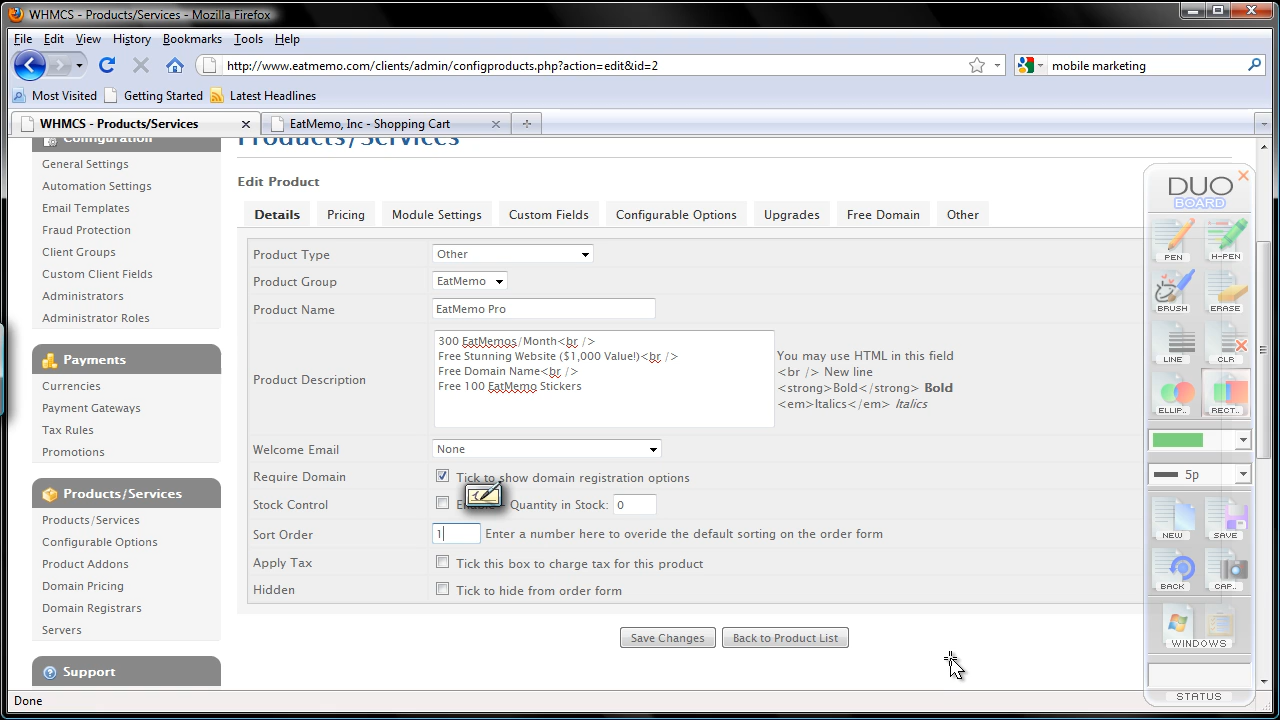 WHMCS - Products/Services - Mozilla Firefox
File Edit View History Bookmarks Tools Help
http://www.eatmemo.com/clients/admin/configproducts.php?action=edit&id=2
mobile marketing
Most Visited Getting Started Latest Headlines
WHMCS - Products/Services
EatMemo, Inc - Shopping Cart
Configuration
General Settings
Automation Settings
Email Templates
Fraud Protection
Client Groups
Custom Client Fields
Administrators
Administrator Roles
Payments
Currencies
Payment Gateways
Tax Rules
Promotions
Products/Services
Products/Services
Configurable Options
Product Addons
Domain Pricing
Domain Registrars
Servers
Support
Products/Services
Edit Product
Details Pricing Module Settings Custom Fields Configurable Options Upgrades Free Domain Other
Product Type Other
Product Group EatMemo
Product Name EatMemo Pro
Product Description
300 EatMemos/Month<br />
Free Stunning Website ($1,000 Value!)<br />
Free Domain Name<br />
Free 100 EatMemo Stickers
You may use HTML in this field
<br /> New line
<strong>Bold</strong> Bold
<em>Italics</em> Italics
Welcome Email None
Require Domain Tick to show domain registration options
Stock Control Quantity in Stock: 0
Sort Order 1 Enter a number here to overide the default sorting on the order form
Apply Tax Tick this box to charge tax for this product
Hidden Tick to hide from order form
Save Changes Back to Product List
DUO
BOARD
PEN H-PEN
BRUSH ERASE
LINE CLR
ELLIP.. RECT..
5p
NEW SAVE
BACK CAP..
WINDOWS
STATUS
Done